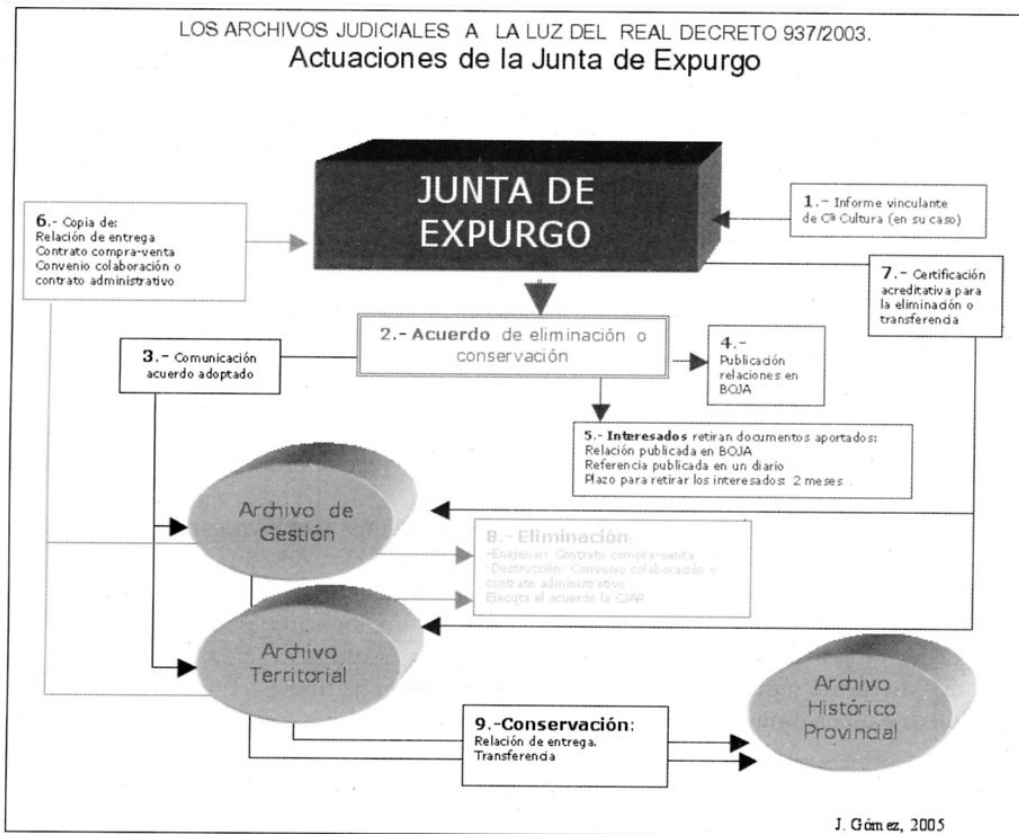 LOS ARCHIVOS JUDICIALES A LA LUZ DEL REAL DECRETO 937/2003.
Actuaciones de la Junta de Expurgo
JUNTA DE
EXPURGO
1.- Informe vinculante
de Cª Cultura (en su caso)
6.- Copia de:
Relación de entrega
Contrato compra-venta
Convenio colaboración o
contrato administrativo
7.- Certificación
acreditativa para
la eliminación o
transferencia
2.- Acuerdo de eliminación o
conservación
3.- Comunicación
acuerdo adoptado
4.-
Publicación
relaciones en
BOJA
5.- Interesados retiran documentos aportados:
Relación publicada en BOJA
Referencia publicada en un diario
Plazo para retirar los interesados: 2 meses.
Archivo de
Gestión
8.- Eliminación:
-Enajenar: Contrato compra-venta
-Destrucción: Convenio colaboración o
contrato administrativo
Ejecuta el acuerdo la CJAP
Archivo
Territorial
Archivo
Histórico
Provincial
9.-Conservación:
Relación de entrega.
Transferencia
J. Gómez, 2005